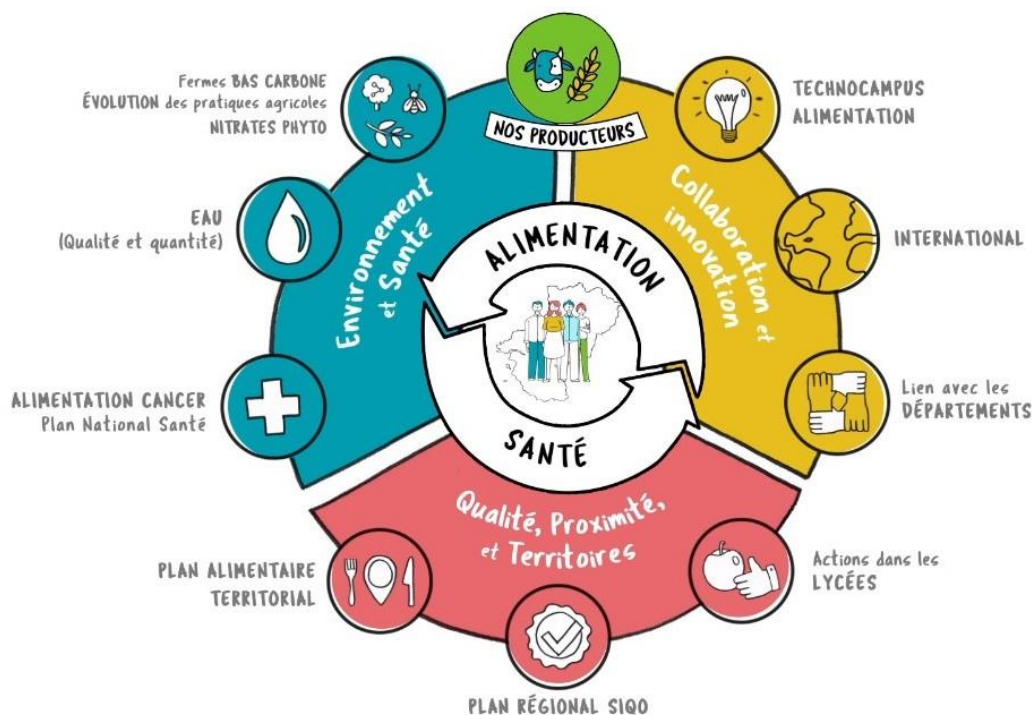 NOS PRODUCTEURS
Fermes BAS CARBONE
ÉVOLUTION des pratiques agricoles
NITRATES PHYTO
EAU
(Qualité et quantité)
ALIMENTATION CANCER
Plan National Santé
Environnement
et Santé
TECHNOCAMPUS
ALIMENTATION
INTERNATIONAL
Lien avec les
DÉPARTEMENTS
Collaboration et
innovation
ALIMENTATION
SANTÉ
Qualité, Proximité,
et Territoires
PLAN ALIMENTAIRE
TERRITORIAL
PLAN RÉGIONAL SIQO
Actions dans les
LYCÉES